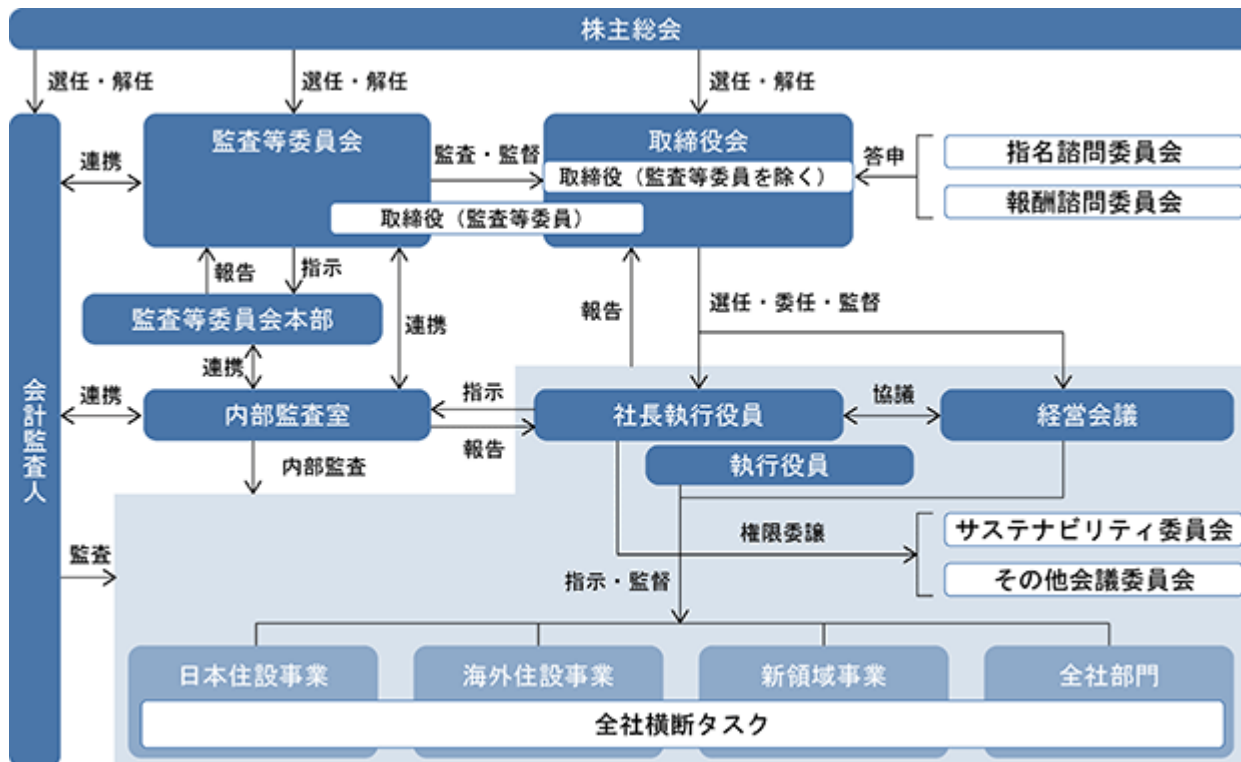 株主総会
選任・解任
選任・解任
選任・解任
監査等委員会
取締役会
連携
監査・監督
答申
指名諮問委員会
取締役（監査等委員を除く）
報酬諮問委員会
取締役（監査等委員）
報告
指示
選任・委任・監督
監査等委員会本部
連携
報告
連携
会計監査人
連携
内部監査室
指示
報告
社長執行役員
協議
経営会議
内部監査
執行役員
権限委譲
サステナビリティ委員会
監査
その他会議委員会
指示・監督
日本住設事業
海外住設事業
新領域事業
全社部門
全社横断タスク